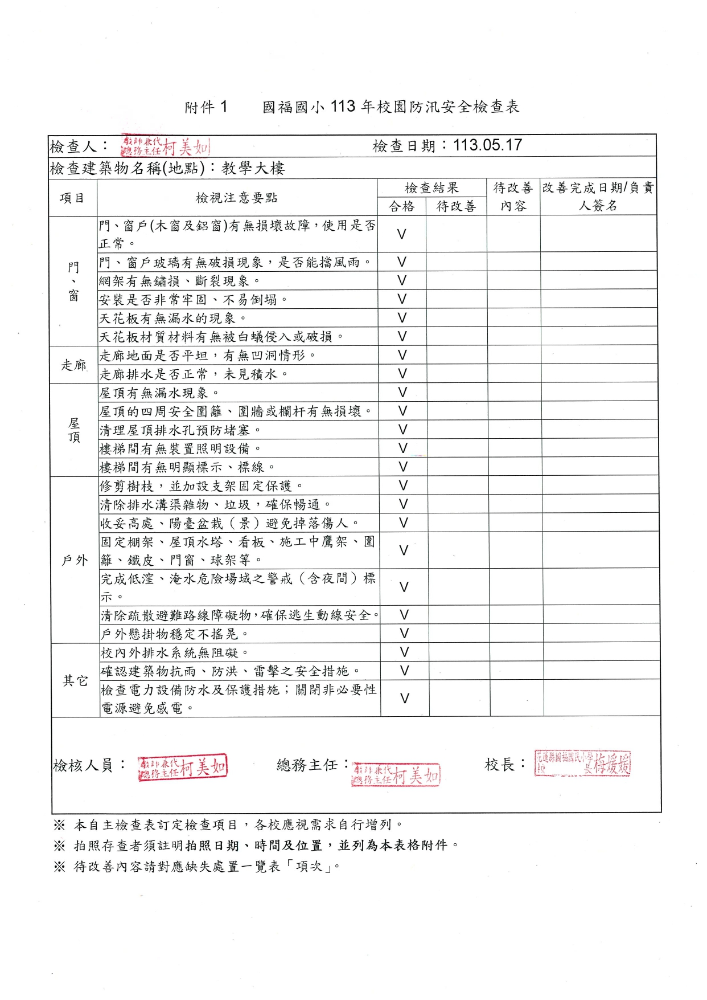 附件 1 國福國小 113 年校園防汛安全檢查表
檢查人： 教師兼代總務主任 柯美如 檢查日期：113.05.17
檢查建築物名稱(地點)：教學大樓
項目 檢視注意要點 檢查結果 待改善 改善完成日期/負責
合格 待改善 內容 人簽名
門、窗
門、窗戶(木窗及鋁窗)有無損壞故障，使用是否 V
正常。
門、窗戶玻璃有無破損現象，是否能擋風雨。 V
網架有無鏽損、斷裂現象。 V
安裝是否非常牢固、不易倒塌。 V
天花板有無漏水的現象。 V
天花板材質材料有無被白蟻侵入或破損。 V
走廊
走廊地面是否平坦，有無凹洞情形。 V
走廊排水是否正常，未見積水。 V
屋頂
屋頂有無漏水現象。 V
屋頂的四周安全圍籬、圍牆或欄杆有無損壞。 V
清理屋頂排水孔預防堵塞。 V
樓梯間有無裝置照明設備。 V
樓梯間有無明顯標示、標線。 V
戶外
修剪樹枝，並加設支架固定保護。 V
清除排水溝渠雜物、垃圾，確保暢通。 V
收妥高處、陽臺盆栽（景）避免掉落傷人。 V
固定棚架、屋頂水塔、看板、施工中鷹架、圍 V
籬、鐵皮、門窗、球架等。
完成低窪、淹水危險場域之警戒（含夜間）標 V
示。
清除疏散避難路線障礙物，確保逃生動線安全。 V
戶外懸掛物穩定不搖晃。 V
其它
校內外排水系統無阻礙。 V
確認建築物抗雨、防洪、雷擊之安全措施。 V
檢查電力設備防水及保護措施；關閉非必要性 V
電源避免感電。
檢核人員： 教師兼代總務主任 柯美如 總務主任： 教師兼代總務主任 柯美如 校長： 花蓮縣國福國民小學校長 梅媛媛
※ 本自主檢查表訂定檢查項目，各校應視需求自行增列。
※ 拍照存查者須註明拍照日期、時間及位置，並列為本表格附件。
※ 待改善內容請對應缺失處置一覽表「項次」。